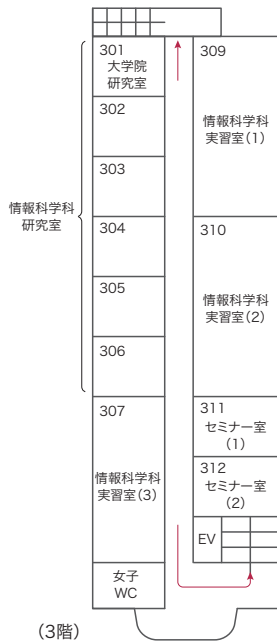 301
大学院
研究室
302
303
304
305
306
情報科学科
研究室
307
情報科学科
実習室(3)
女子
WC
309
情報科学科
実習室(1)
310
情報科学科
実習室(2)
311
セミナー室
(1)
312
セミナー室
(2)
EV
(3階)